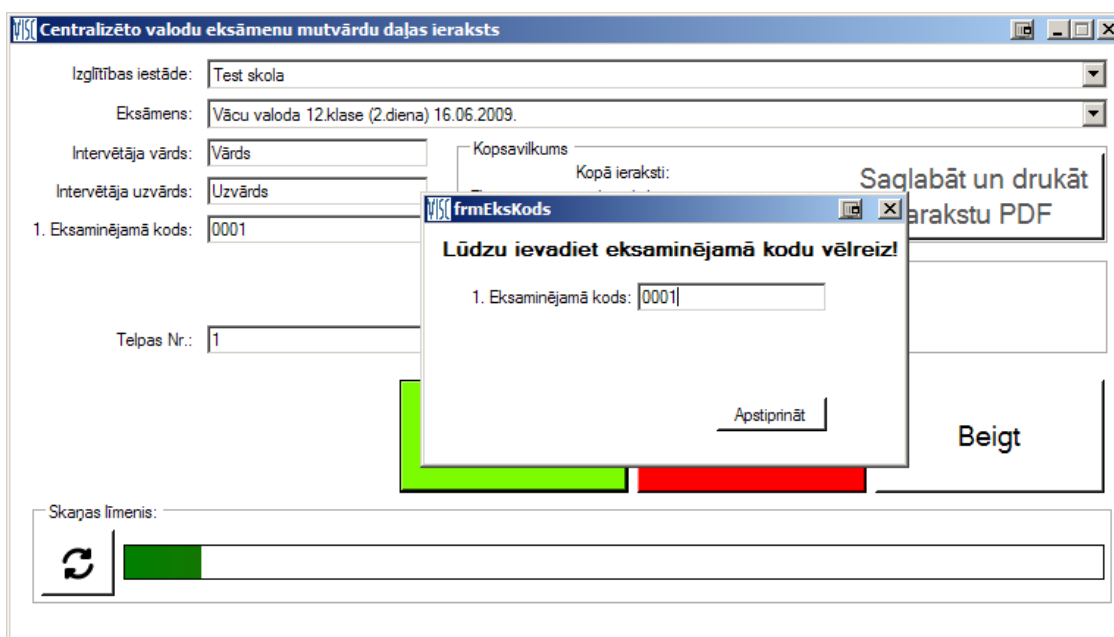 VISC Centralizēto valodu eksāmenu mutvārdu daļas ieraksts
Izglītības iestāde: Test skola
Eksāmens: Vācu valoda 12.klase (2.diena) 16.06.2009.
Intervētāja vārds: Vārds
Kopsavilkums
Kopā ieraksti:
Saglabāt un drukāt
Intervētāja uzvārds: Uzvārds
arakstu PDF
1. Eksaminējamā kods: 0001
VISC frmEksKods
Lūdzu ievadiet eksaminējamā kodu vēlreiz!
1. Eksaminējamā kods: 0001
Apstiprināt
Telpas Nr.: 1
Beigt
Skaņas līmenis: